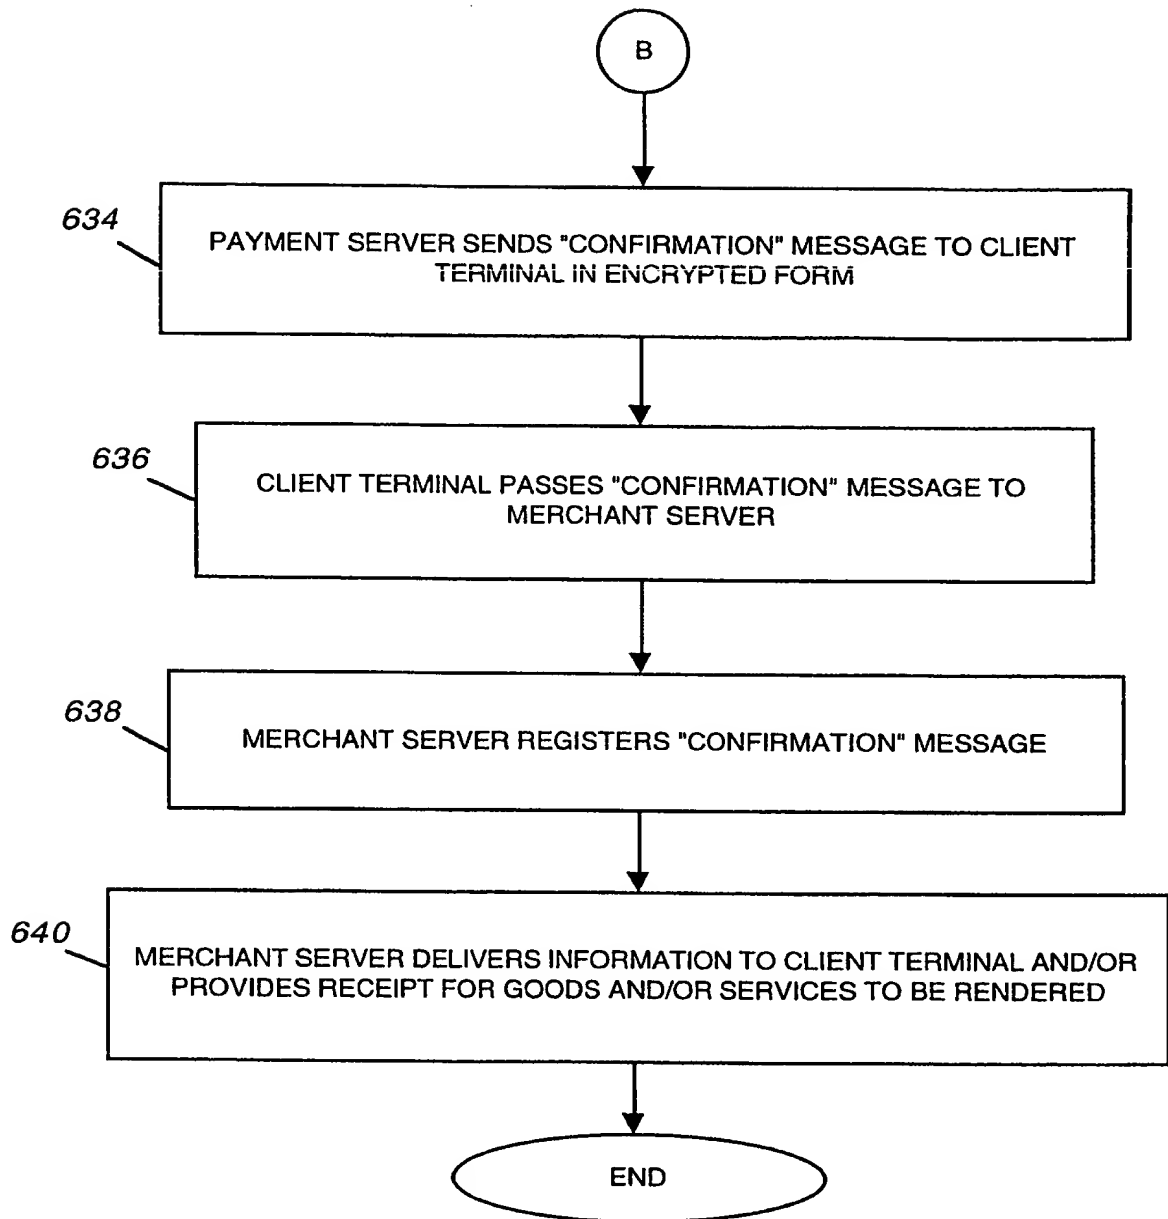 B
634
PAYMENT SERVER SENDS "CONFIRMATION" MESSAGE TO CLIENT
TERMINAL IN ENCRYPTED FORM
636
CLIENT TERMINAL PASSES "CONFIRMATION" MESSAGE TO
MERCHANT SERVER
638
MERCHANT SERVER REGISTERS "CONFIRMATION" MESSAGE
640
MERCHANT SERVER DELIVERS INFORMATION TO CLIENT TERMINAL AND/OR
PROVIDES RECEIPT FOR GOODS AND/OR SERVICES TO BE RENDERED
END